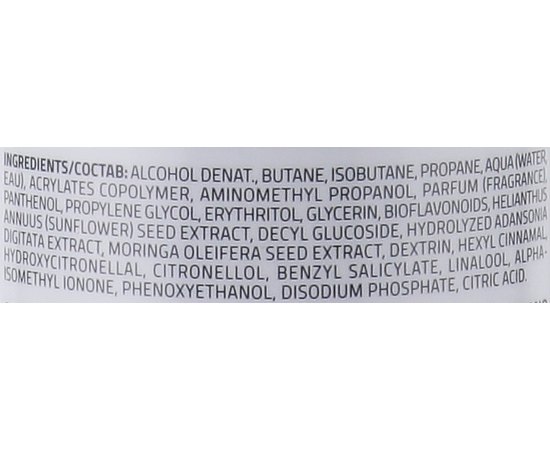 INGREDIENTS/СОСТАВ: ALCOHOL DENAT., BUTANE, ISOBUTANE, PROPANE, AQUA (WATER,
EAU), ACRYLATES COPOLYMER, AMINOMETHYL PROPANOL, PARFUM (FRAGRANCE),
PANTHENOL, PROPYLENE GLYCOL, ERYTHRITOL, GLYCERIN, BIOFLAVONOIDS, HELIANTHUS
ANNUUS (SUNFLOWER) SEED EXTRACT, DECYL GLUCOSIDE, HYDROLYZED ADANSONIA
DIGITATA EXTRACT, MORINGA OLEIFERA SEED EXTRACT, DEXTRIN, HEXYL CINNAMAL,
HYDROXYCITRONELLAL, CITRONELLOL, BENZYL SALICYLATE, LINALOOL, ALPHA-
ISOMETHYL IONONE, PHENOXYETHANOL, DISODIUM PHOSPHATE, CITRIC ACID.